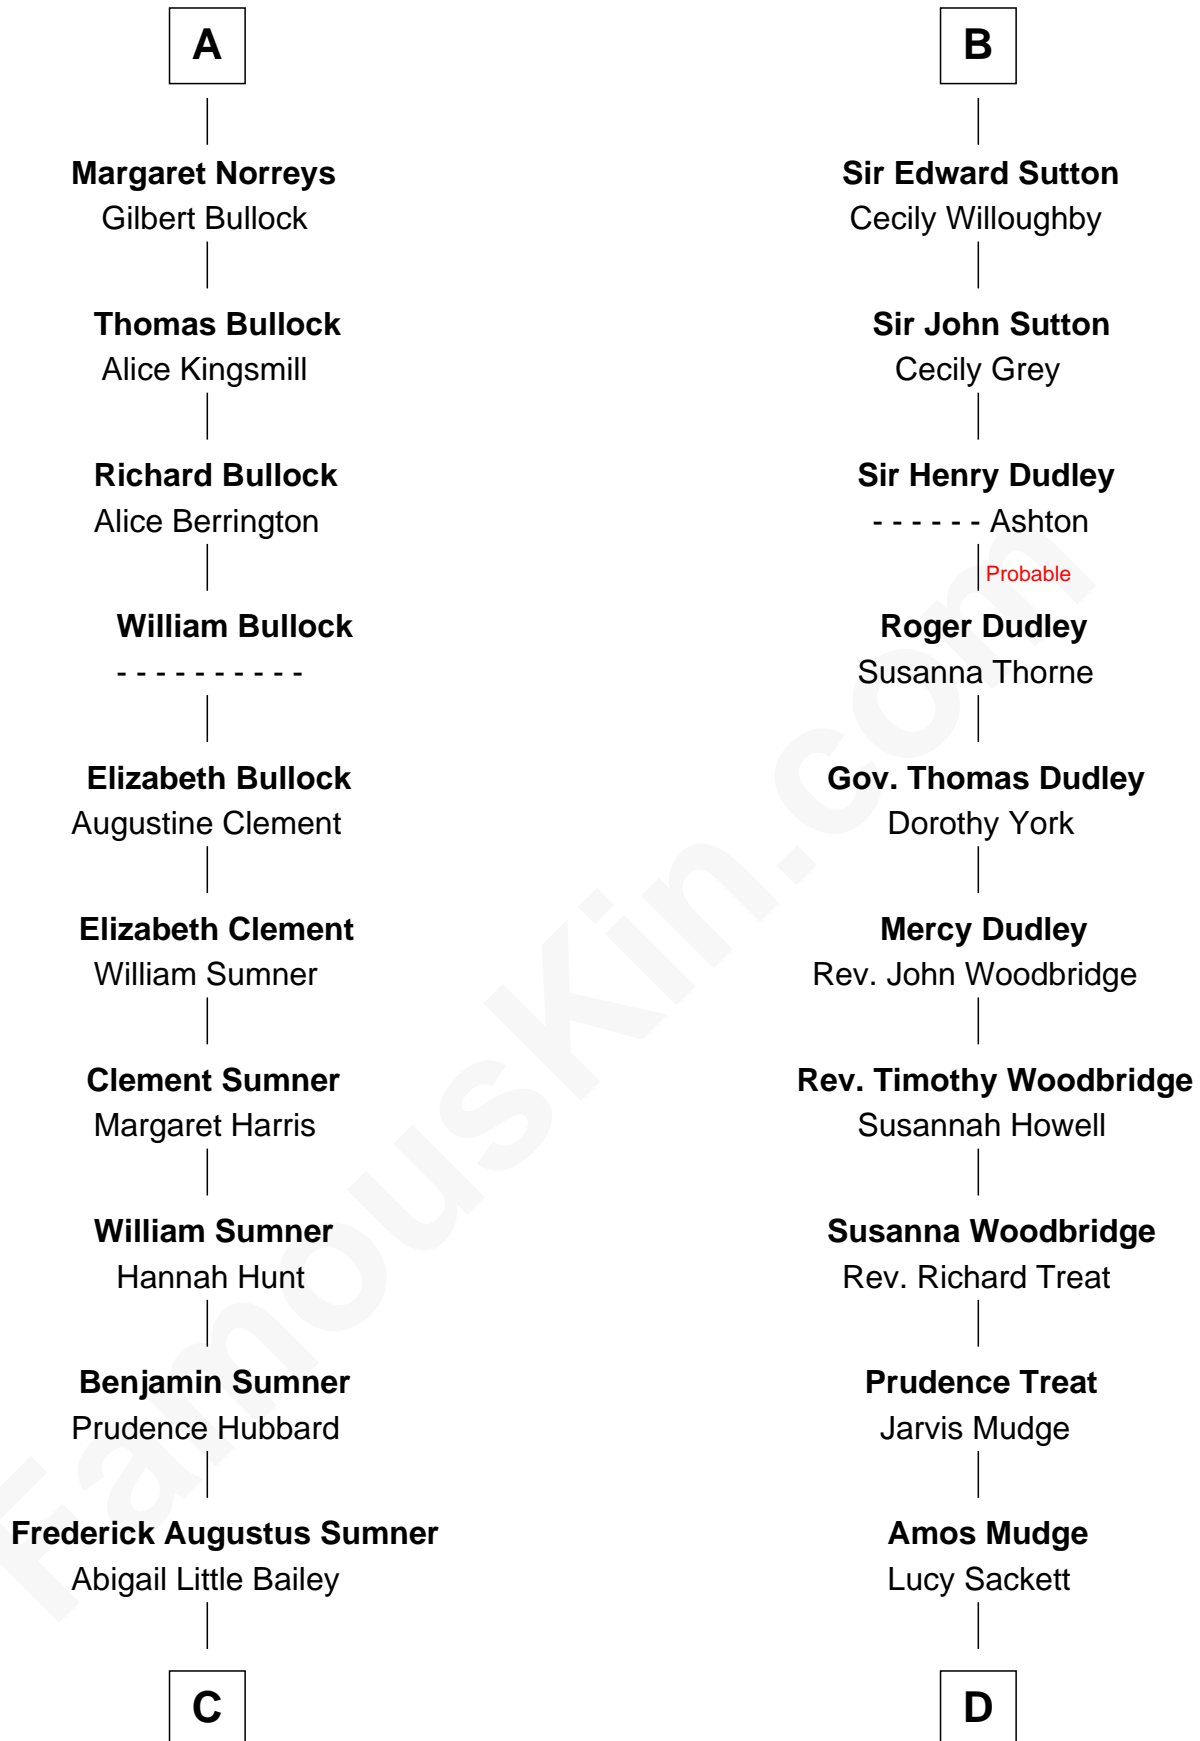 A
Margaret Norreys
Gilbert Bullock
Thomas Bullock
Alice Kingsmill
Richard Bullock
Alice Berrington
William Bullock
- - - - - - - - - -
Elizabeth Bullock
Augustine Clement
Elizabeth Clement
William Sumner
Clement Sumner
Margaret Harris
William Sumner
Hannah Hunt
Benjamin Sumner
Prudence Hubbard
Frederick Augustus Sumner
Abigail Little Bailey
C
B
Sir Edward Sutton
Cecily Willoughby
Sir John Sutton
Cecily Grey
Sir Henry Dudley
- - - - - - Ashton
Probable
Roger Dudley
Susanna Thorne
Gov. Thomas Dudley
Dorothy York
Mercy Dudley
Rev. John Woodbridge
Rev. Timothy Woodbridge
Susannah Howell
Susanna Woodbridge
Rev. Richard Treat
Prudence Treat
Jarvis Mudge
Amos Mudge
Lucy Sackett
D
FamousKin.com